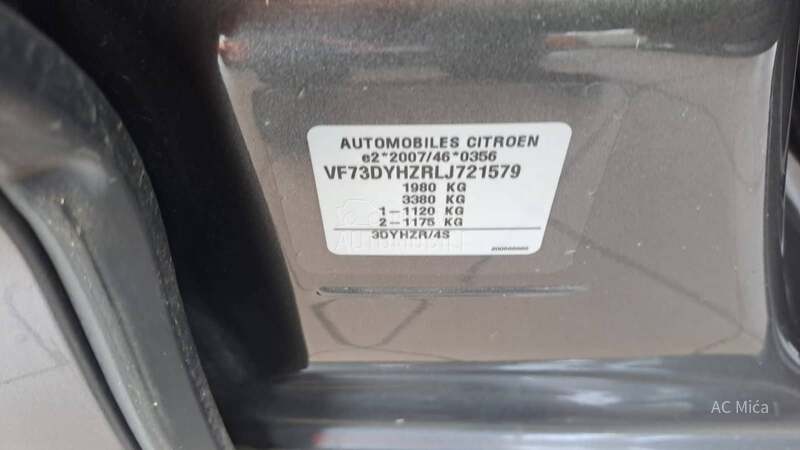 AUTOMOBILES CITROEN
e2*2007/46*0356
VF73DYHZRLJ721579
1980 KG
3380 KG
1-1120 KG
2-1175 KG
3DYHZR/4S
AC Mića